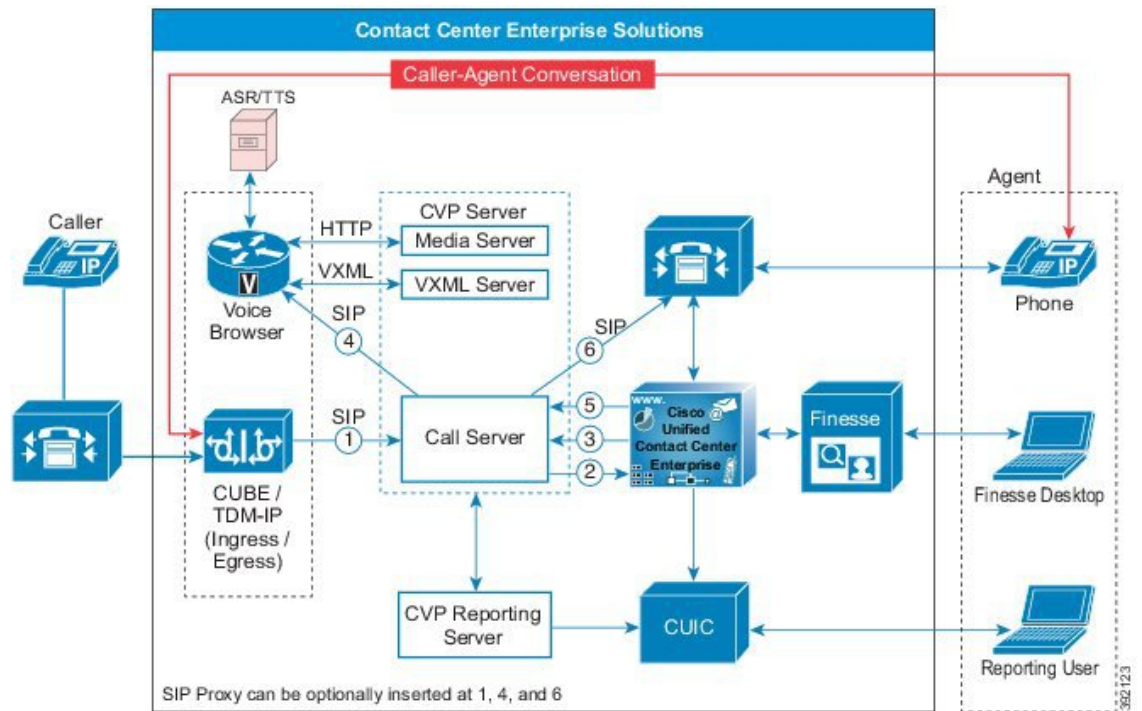 Contact Center Enterprise Solutions
Caller-Agent Conversation
ASR/TTS
Agent
Caller
IP
CVP Server
HTTP
Media Server
VXML
VXML Server
V
Voice
Browser
SIP
4
SIP
6
IP
Phone
SIP
1
Call Server
5
3
2
www.
Cisco @
Unified
Contact Center
Enterprise
Finesse
Finesse Desktop
CUBE /
TDM-IP
(Ingress /
Egress)
CVP Reporting
Server
CUIC
Reporting User
SIP Proxy can be optionally inserted at 1, 4, and 6
392123